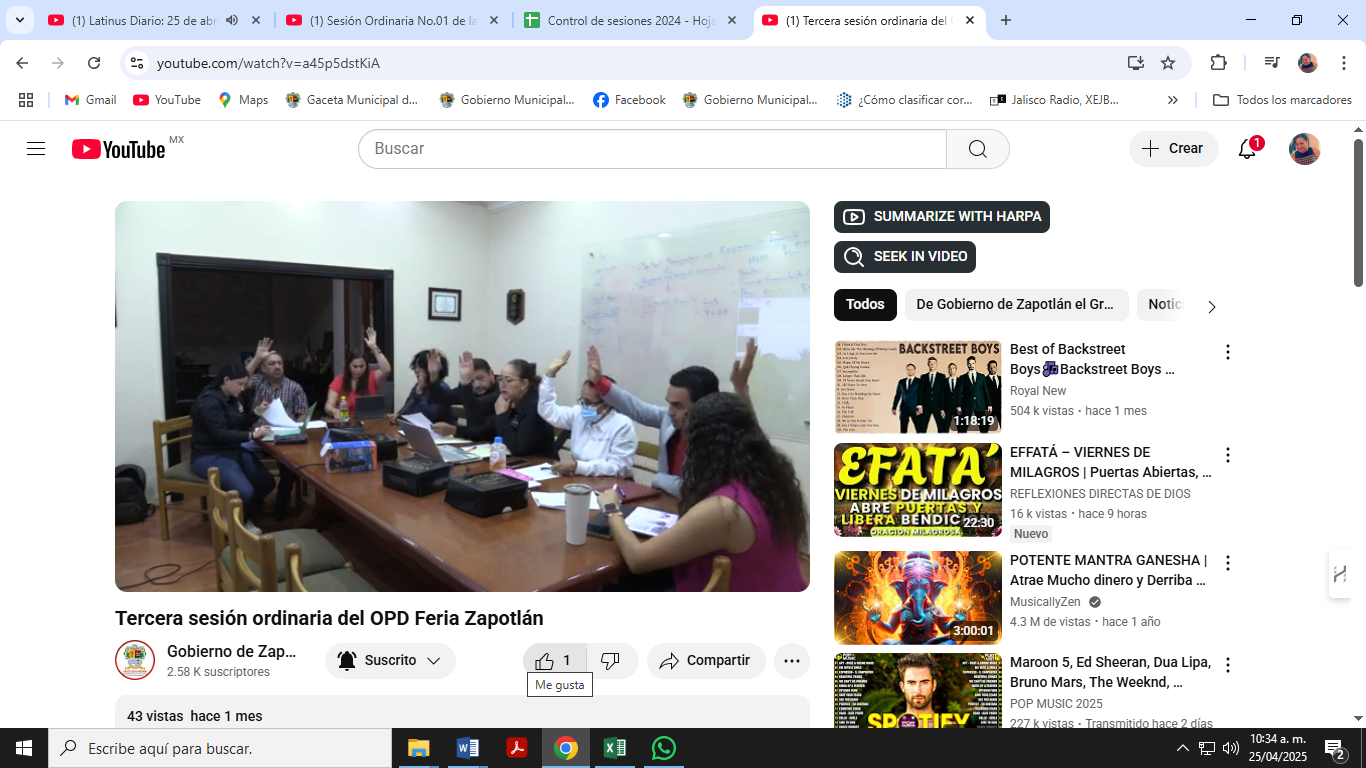 (1) Latinus Diario: 25 de abri
(1) Sesión Ordinaria No.01 de la
Control de sesiones 2024 - Hoja
(1) Tercera sesión ordinaria del
youtube.com/watch?v=a45p5dstKiA
Gmail
YouTube
Maps
Gaceta Municipal d...
Gobierno Municipal...
Facebook
Gobierno Municipal...
¿Cómo clasificar cor...
Jalisco Radio, XEJB...
Todos los marcadores
YouTube MX
Buscar
Crear
1
SUMMARIZE WITH HARPA
SEEK IN VIDEO
Todos
De Gobierno de Zapotlán el Gr...
Notic
BACKSTREET BOYS
1:18:19
Best of Backstreet
Boys Backstreet Boys ...
Royal New
504 k vistas • hace 1 mes
EFATA'
VIERNES DE MILAGROS
ABRE PUERTAS Y
LIBERA BENDIC
ORACION MILAGROSA
22:30
EFFATÁ – VIERNES DE
MILAGROS | Puertas Abiertas, ...
REFLEXIONES DIRECTAS DE DIOS
16 k vistas • hace 9 horas
Nuevo
3:00:01
POTENTE MANTRA GANESHA |
Atrae Mucho dinero y Derriba ...
MusicallyZen
4.3 M de vistas • hace 1 año
SPOTIFY
Maroon 5, Ed Sheeran, Dua Lipa,
Bruno Mars, The Weeknd, ...
POP MUSIC 2025
227 k vistas • Transmitido hace 2 días
Tercera sesión ordinaria del OPD Feria Zapotlán
Gobierno de Zap...
2.58 K suscriptores
Suscrito
1
Compartir
Me gusta
43 vistas hace 1 mes
Escribe aquí para buscar.
10:34 a. m.
25/04/2025
2